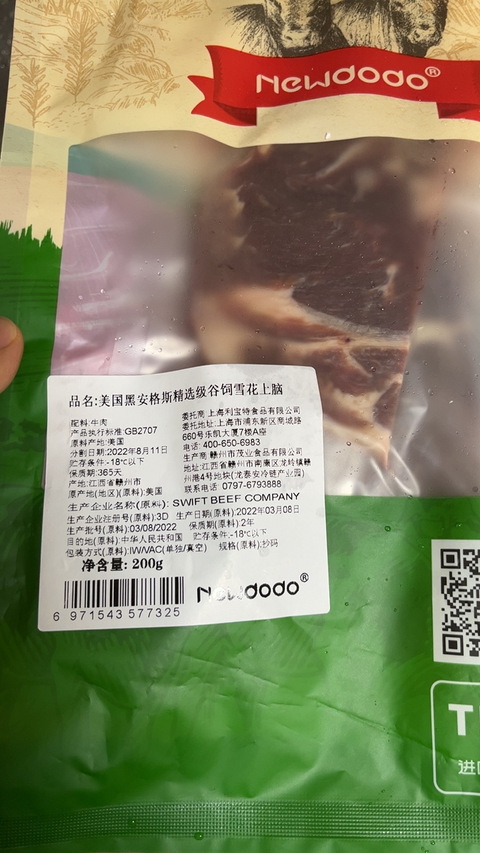 Newdodo®
品名:美国黑安格斯精选级谷饲雪花上脑
配料:牛肉
产品执行标准:GB2707
原料产地:美国
分割日期:2022年8月11日
贮存条件:-18℃以下
保质期:365天
产地:江西省赣州市
原产地(地区)(原料):美国
委托商:上海利宝特食品有限公司
委托地址:上海市浦东新区商城路
660号乐凯大厦7楼A座
电话: 400-650-6983
生产商:赣州市茂业食品有限公司
地址:江西省赣州市南康区龙岭镇赣
州港4号地块(龙泰安冷链产业园)
联系电话: 0797-6793888
生产企业名称(原料): SWIFT BEEF COMPANY
生产企业注册号(原料):3D 生产日期(原料):2022年03月08日
生产批号(原料):03/08/2022 保质期(原料):2年
目的地(原料):中华人民共和国 贮存条件:-18℃以下
包装方式(原料):IW/VAC(单独/真空) 规格(原料):抄码
净含量: 200g
6 971543 577325
Newdodo®
T
进